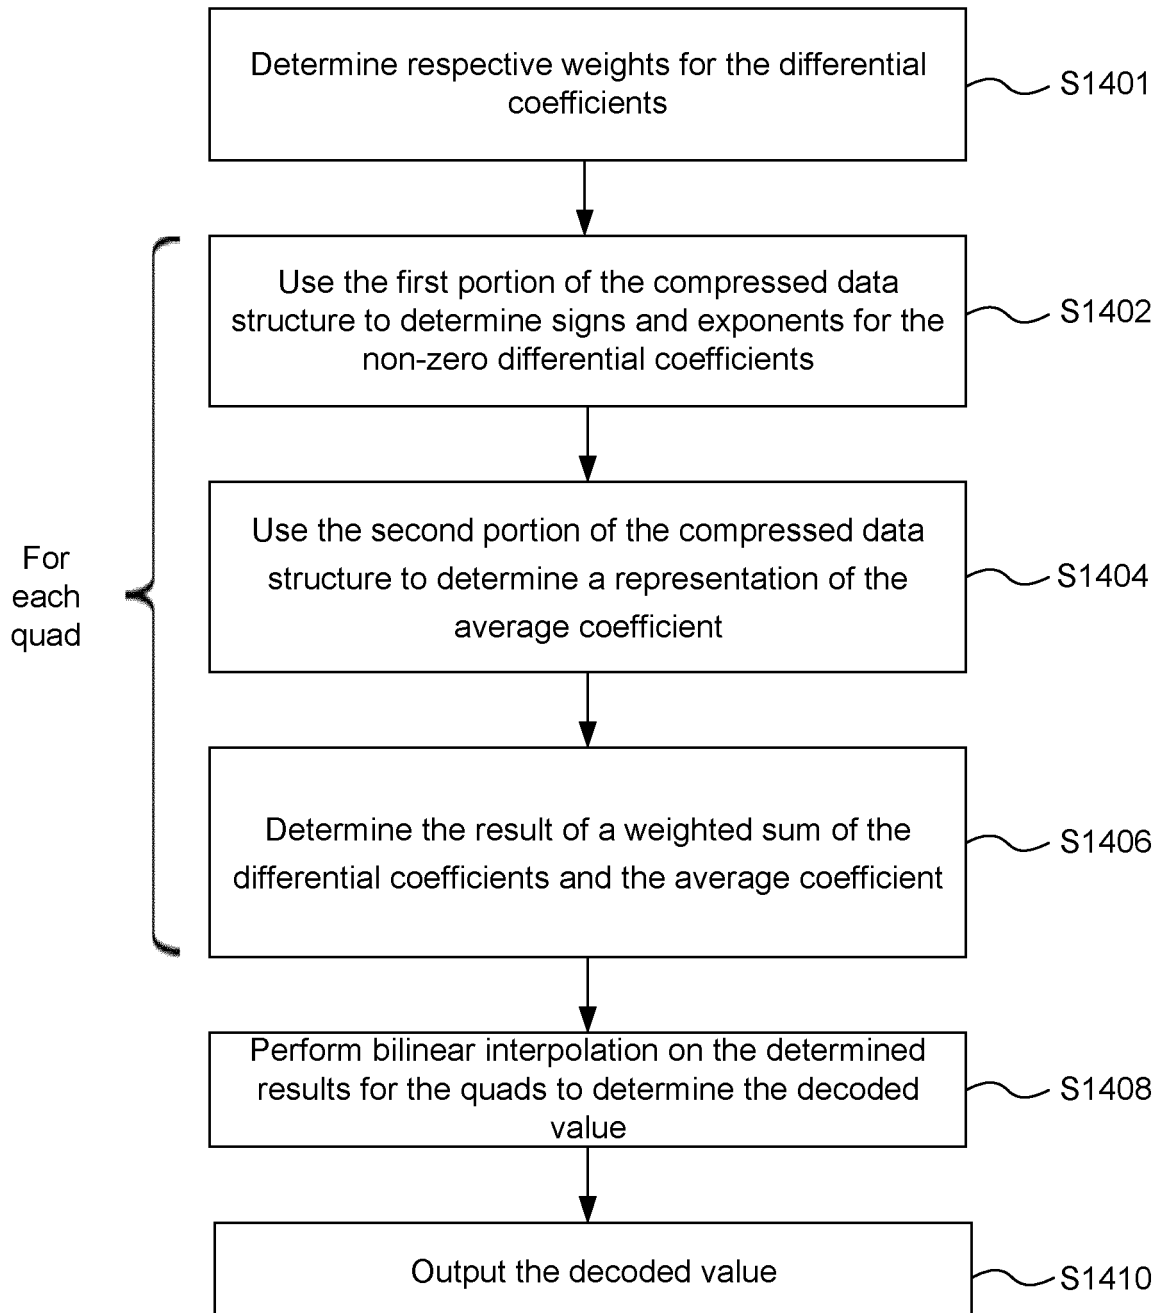 Determine respective weights for the differential
coefficients
S1401
Use the first portion of the compressed data
structure to determine signs and exponents for the
non-zero differential coefficients
S1402
Use the second portion of the compressed data
structure to determine a representation of the
average coefficient
S1404
For
each
quad
Determine the result of a weighted sum of the
differential coefficients and the average coefficient
S1406
Perform bilinear interpolation on the determined
results for the quads to determine the decoded
value
S1408
Output the decoded value
S1410